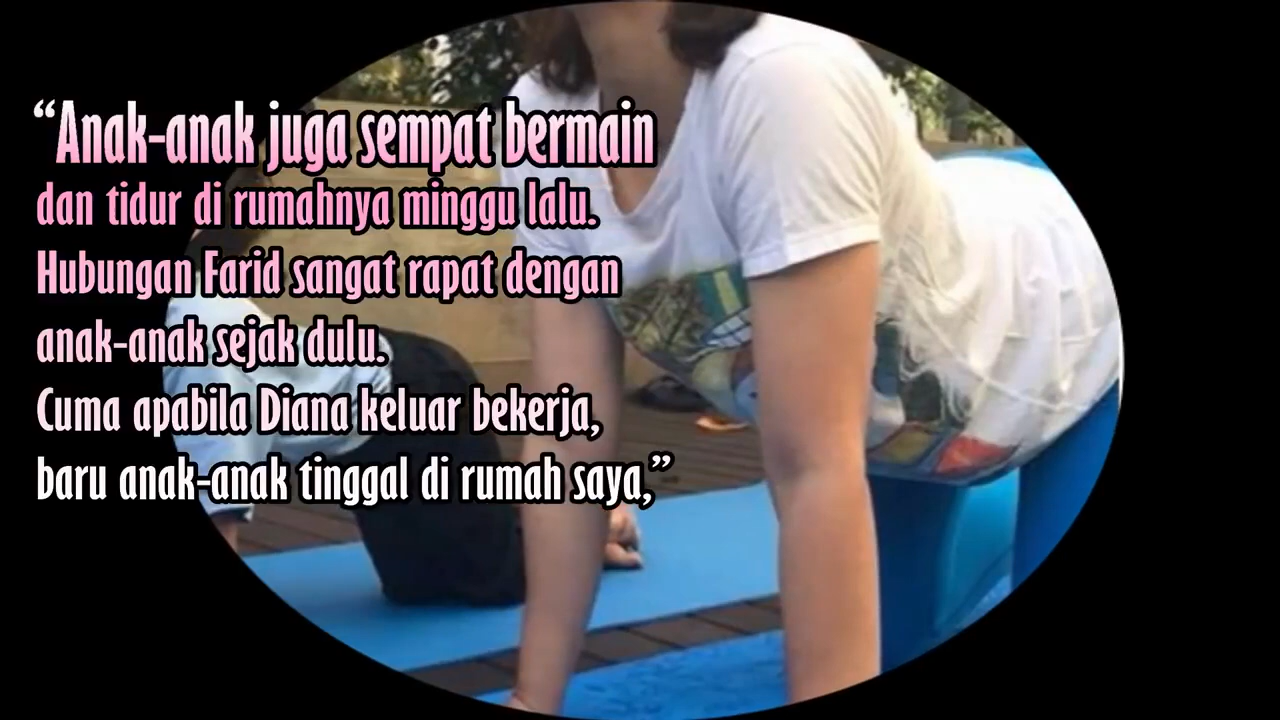 “Anak-anak juga sempat bermain
dan tidur di rumahnya minggu lalu.
Hubungan Farid sangat rapat dengan
anak-anak sejak dulu.
Cuma apabila Diana keluar bekerja,
baru anak-anak tinggal di rumah saya,”